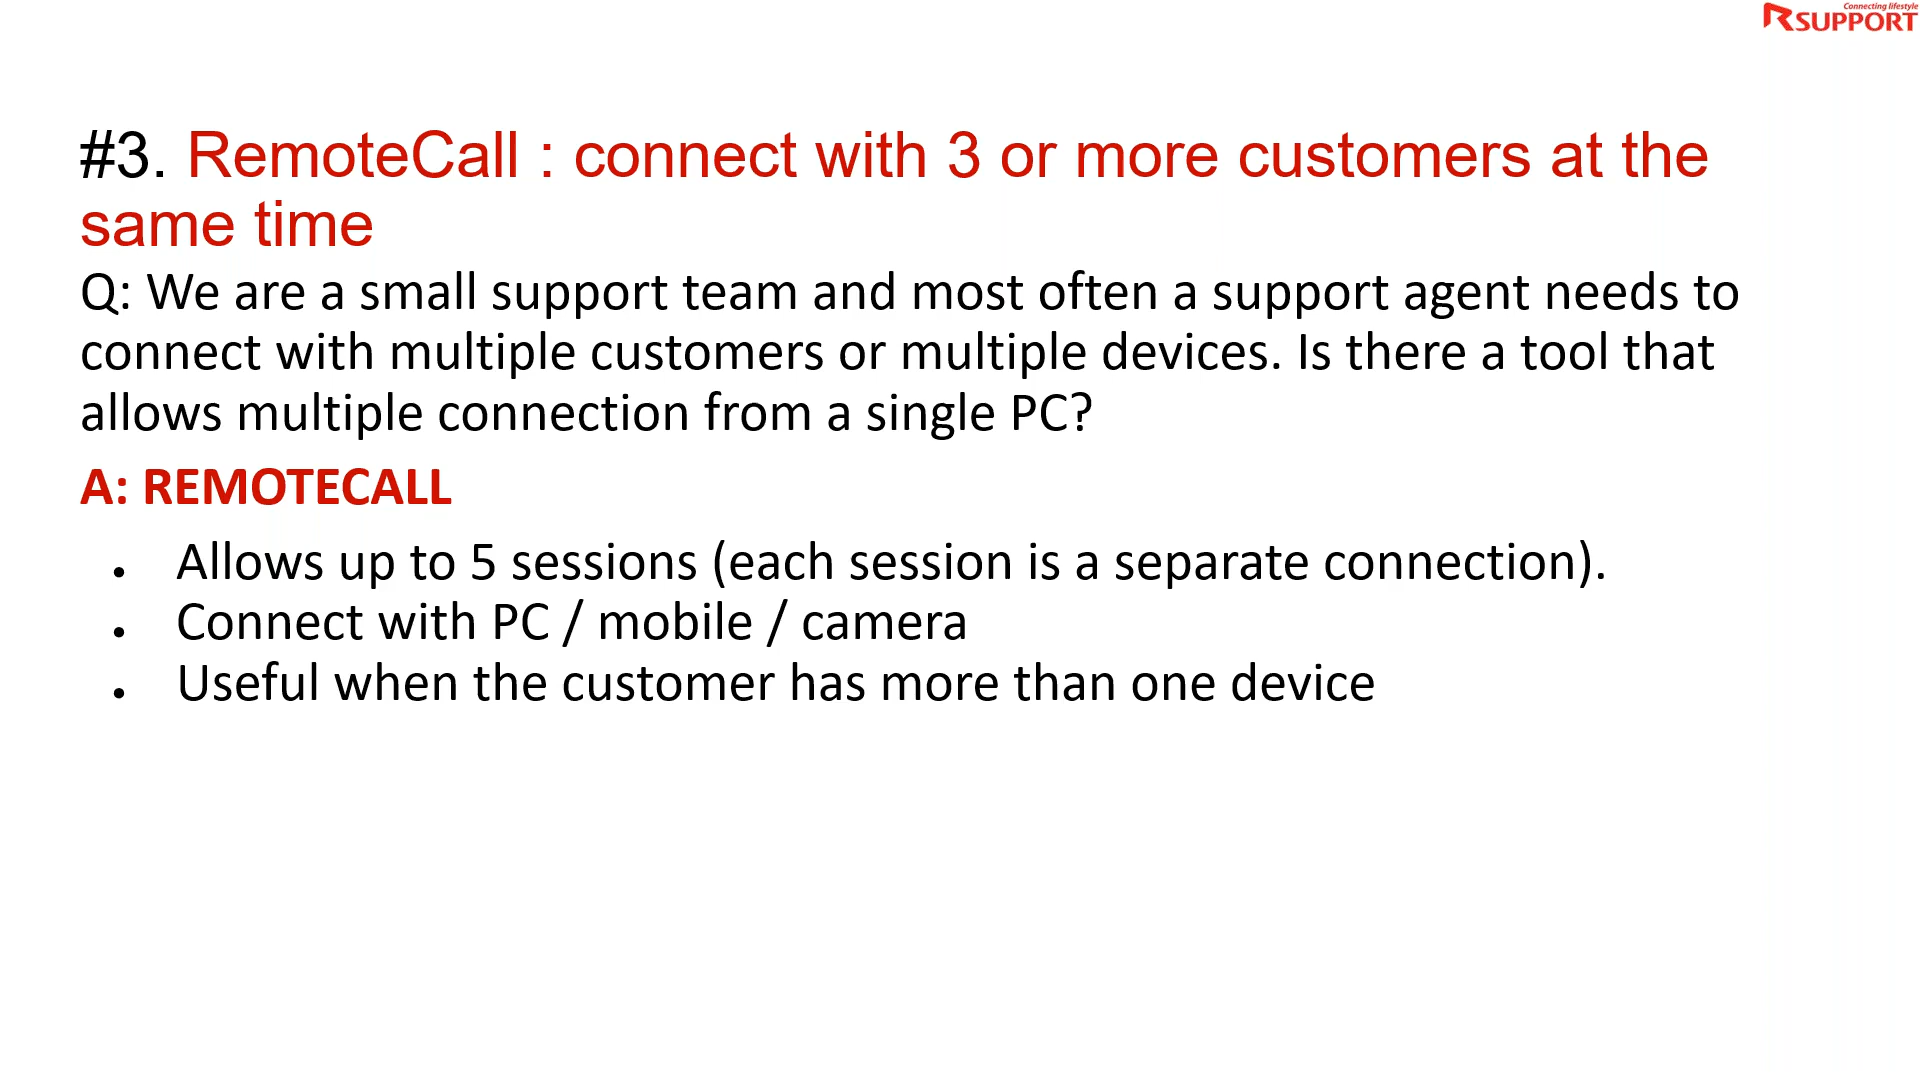 Connecting lifestyle
RSUPPORT
#3. RemoteCall : connect with 3 or more customers at the
same time
Q: We are a small support team and most often a support agent needs to
connect with multiple customers or multiple devices. Is there a tool that
allows multiple connection from a single PC?
A: REMOTECALL
• Allows up to 5 sessions (each session is a separate connection).
• Connect with PC / mobile / camera
• Useful when the customer has more than one device